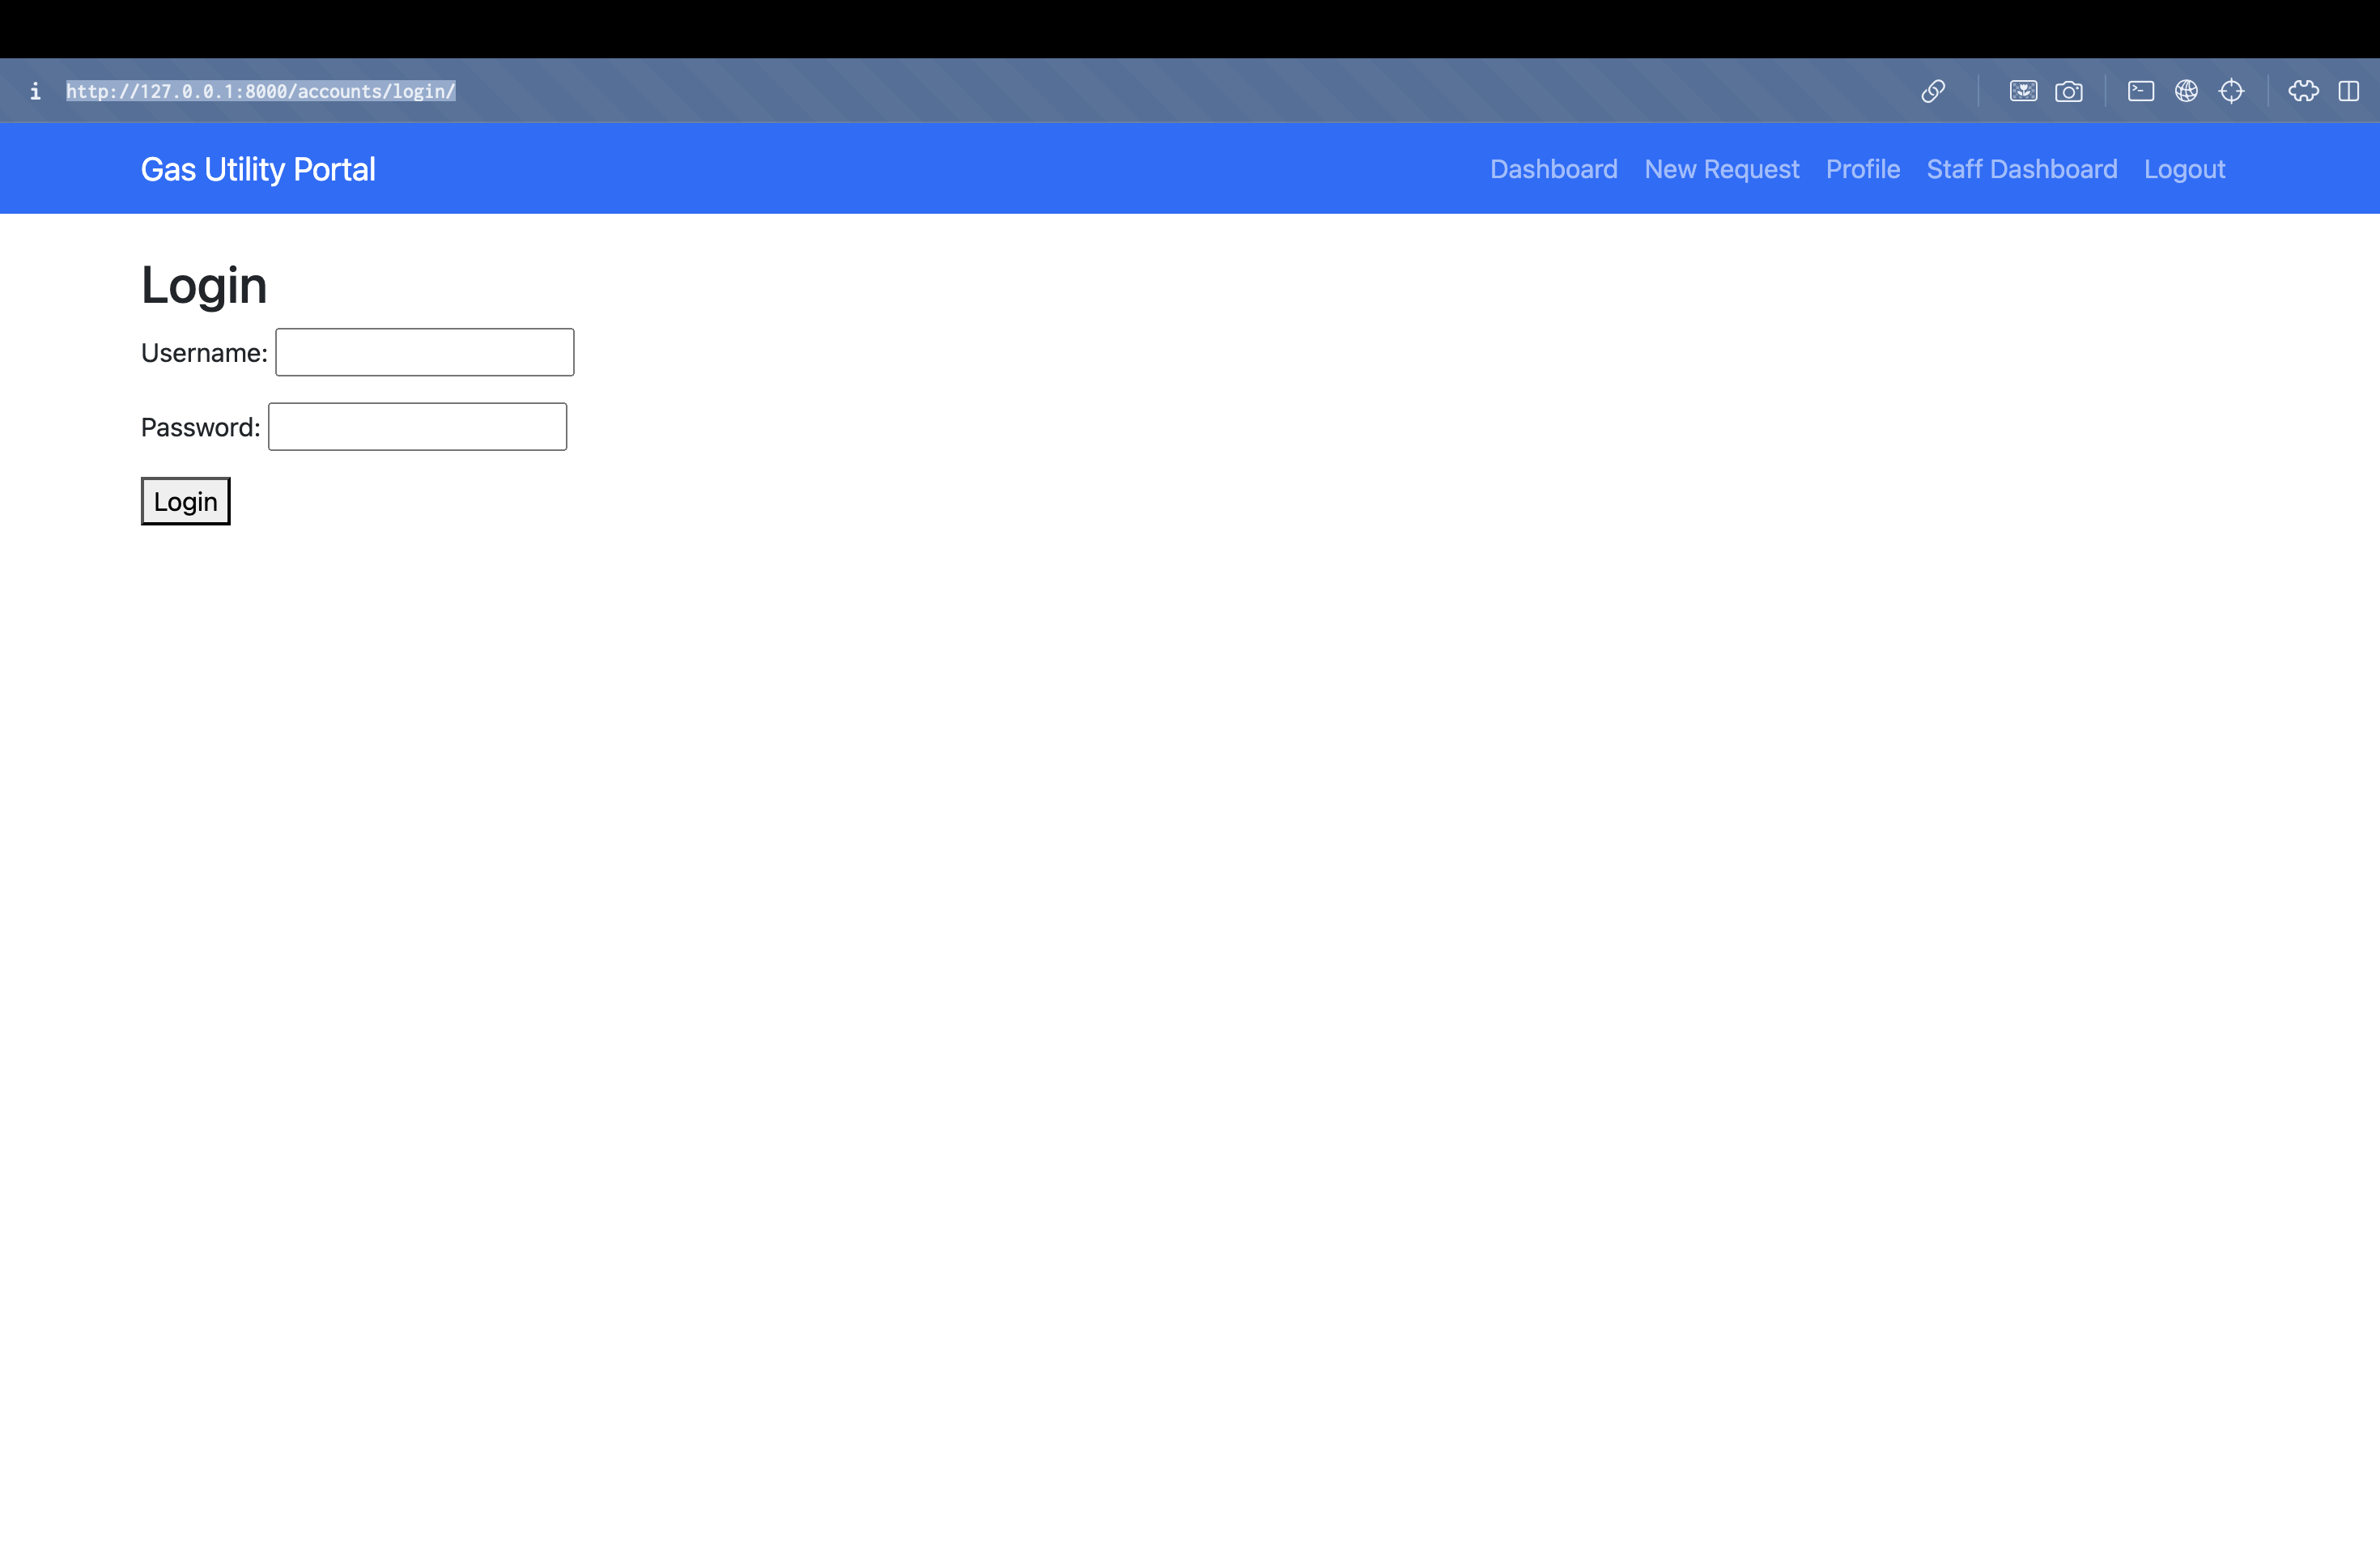 i http://127.0.0.1:8000/accounts/login/
Gas Utility Portal Dashboard New Request Profile Staff Dashboard Logout
Login
Username:
Password:
Login